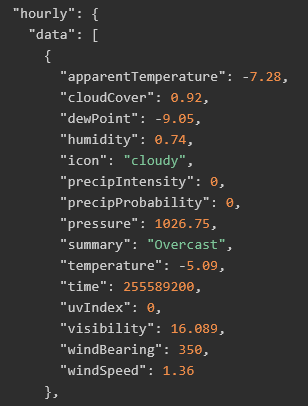 "hourly": {
"data": [
{
"apparentTemperature": -7.28,
"cloudCover": 0.92,
"dewPoint": -9.05,
"humidity": 0.74,
"icon": "cloudy",
"precipIntensity": 0,
"precipProbability": 0,
"pressure": 1026.75,
"summary": "Overcast",
"temperature": -5.09,
"time": 255589200,
"uvIndex": 0,
"visibility": 16.089,
"windBearing": 350,
"windSpeed": 1.36
},